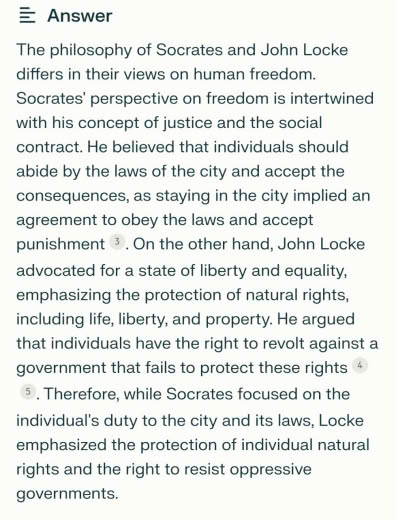 Answer
The philosophy of Socrates and John Locke
differs in their views on human freedom.
Socrates' perspective on freedom is intertwined
with his concept of justice and the social
contract. He believed that individuals should
abide by the laws of the city and accept the
consequences, as staying in the city implied an
agreement to obey the laws and accept
punishment 3 . On the other hand, John Locke
advocated for a state of liberty and equality,
emphasizing the protection of natural rights,
including life, liberty, and property. He argued
that individuals have the right to revolt against a
government that fails to protect these rights 4
5 . Therefore, while Socrates focused on the
individual's duty to the city and its laws, Locke
emphasized the protection of individual natural
rights and the right to resist oppressive
governments.